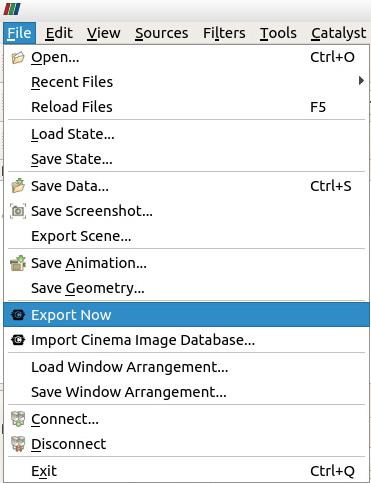 File Edit View Sources Filters Tools Catalyst
Open... Ctrl+O
Recent Files
Reload Files F5
Load State...
Save State...
Save Data... Ctrl+S
Save Screenshot...
Export Scene...
Save Animation...
Save Geometry...
Export Now
Import Cinema Image Database...
Load Window Arrangement...
Save Window Arrangement...
Connect...
Disconnect
Exit Ctrl+Q